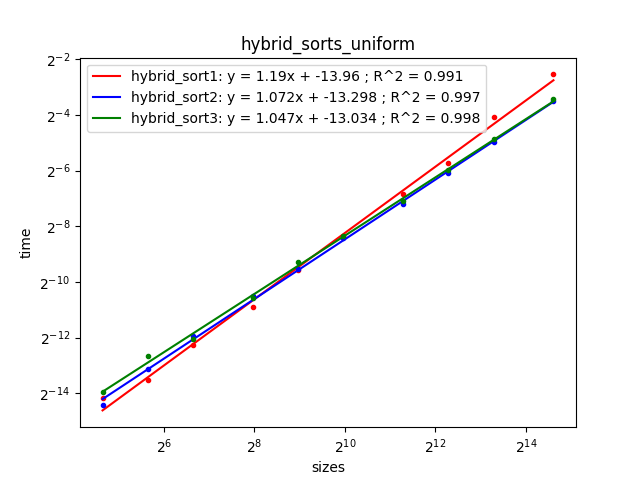 hybrid_sorts_uniform
hybrid_sort1: y = 1.19x + -13.96 ; R^2 = 0.991
hybrid_sort2: y = 1.072x + -13.298 ; R^2 = 0.997
hybrid_sort3: y = 1.047x + -13.034 ; R^2 = 0.998
time
2^−2
2^−4
2^−6
2^−8
2^−10
2^−12
2^−14
2^6 2^8 2^10 2^12 2^14
sizes